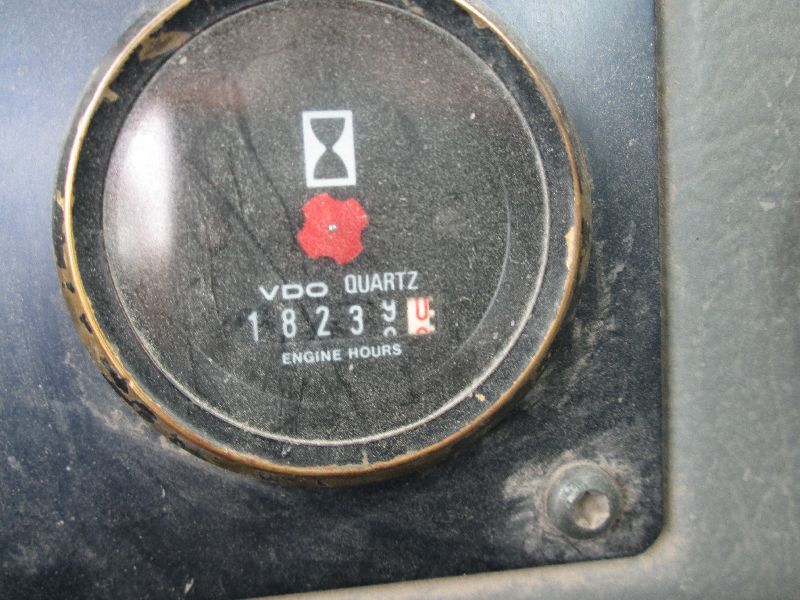 VDO QUARTZ
1823
ENGINE HOURS